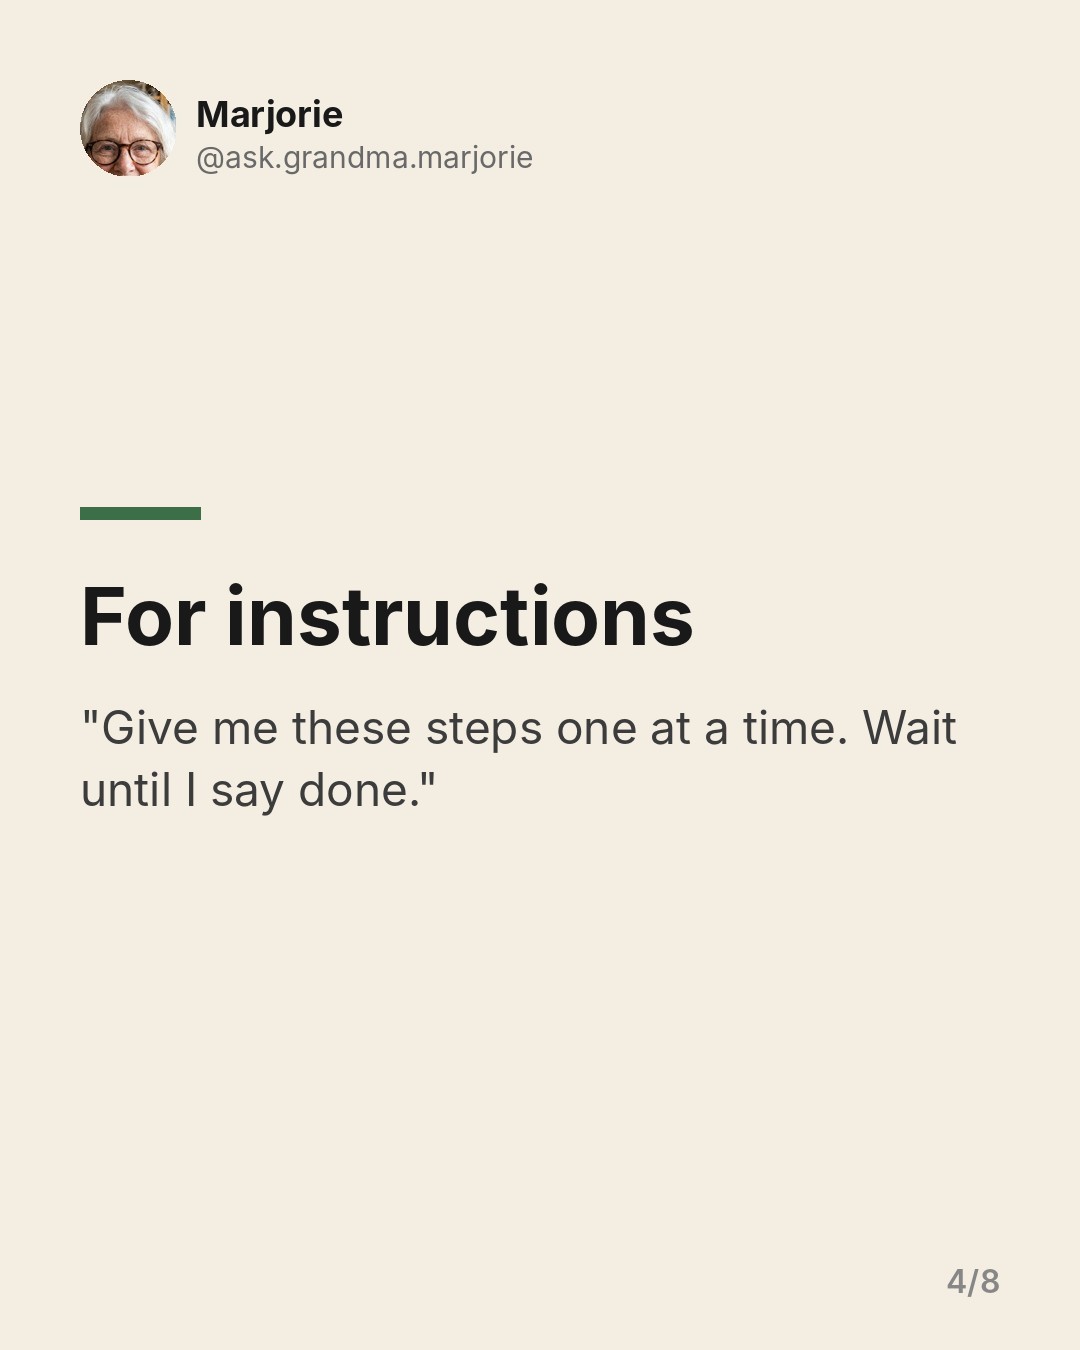 Marjorie
@ask.grandma.marjorie
For instructions
"Give me these steps one at a time. Wait
until I say done."
4/8